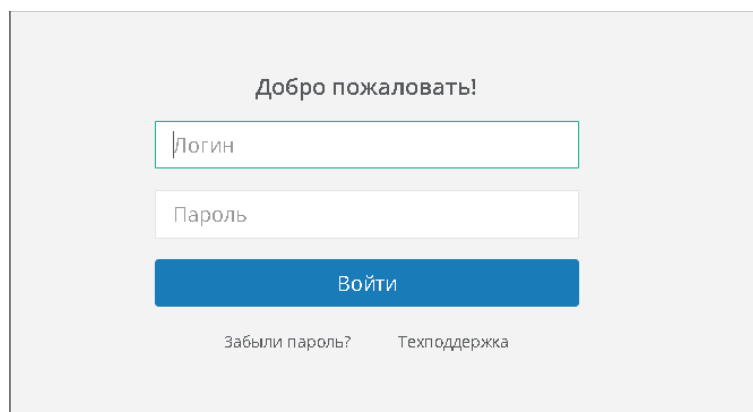 Добро пожаловать!
Логин
Пароль
Войти
Забыли пароль? Техподдержка